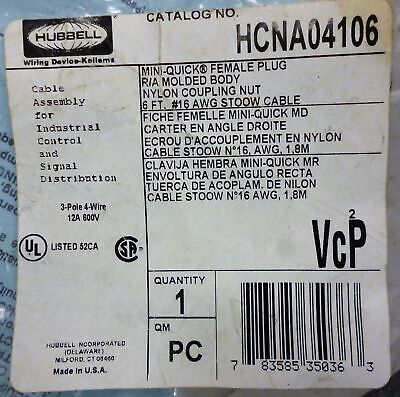 HUBBELL
Wiring Device-Kellems
CATALOG NO.
HCNA04106
Cable
Assembly
for
Industrial
Control
and
Signal
Distribution
3-Pole 4-Wire
12A 600V
UL LISTED 52CA SA
MINI-QUICK® FEMALE PLUG
R/A MOLDED BODY
NYLON COUPLING NUT
6 FT. #16 AWG STOOW CABLE
FICHE FEMELLE MINI-QUICK MD
CARTER EN ANGLE DROITE
ECROU D'ACCOUPLEMENT EN NYLON
CABLE STOOW N°16 AWG, 1,8M
CLAVIJA HEMBRA MINI-QUICK MR
ENVOLTURA DE ANGULO RECTA
TUERCA DE ACOPLAM. DE NILON
CABLE STOOW N°16 AWG, 1,8M
VcP2
QUANTITY
1
QM
PC
7 83585 35036 3
HUBBELL INCORPORATED
(DELAWARE)
MILFORD, CT 06460
Made in U.S.A.